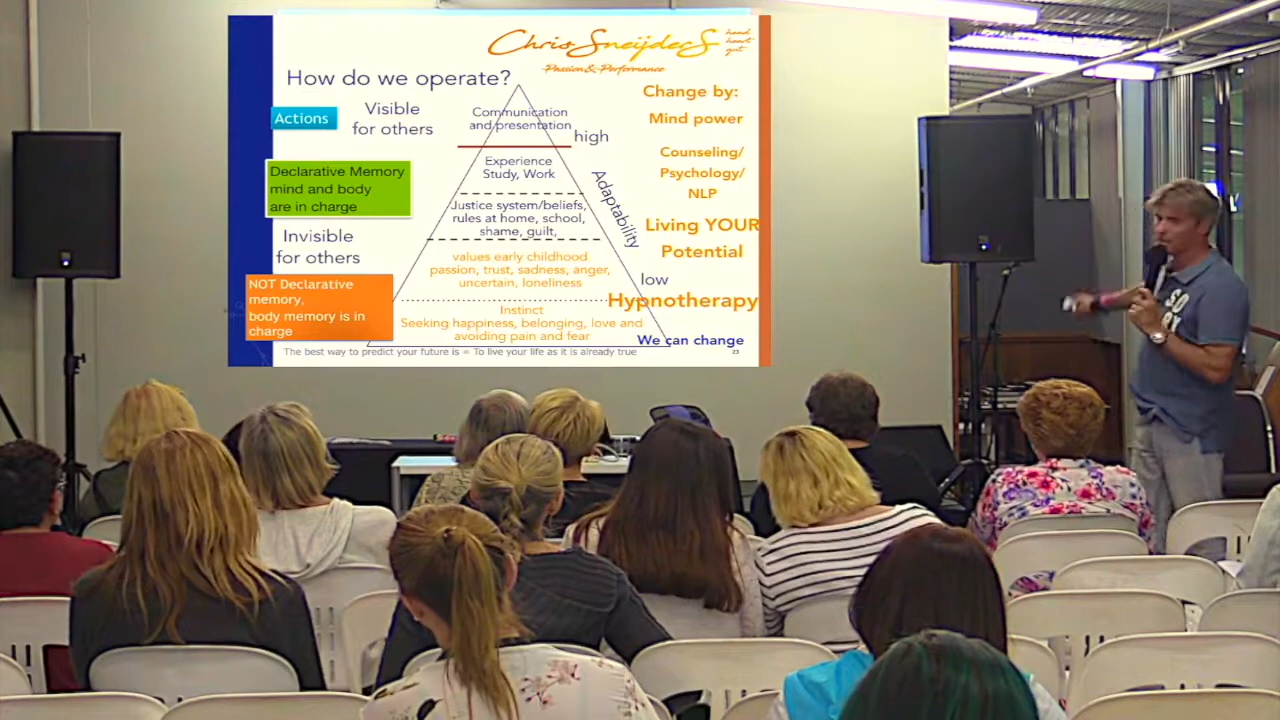 Chris Sneijders
head
heart
gut
Passion & Performance
How do we operate?
Actions
Visible
for others
Communication
and presentation
high
Experience
Study, Work
Declarative Memory
mind and body
are in charge
Adaptability
Justice system/beliefs,
rules at home, school,
shame, guilt,
Invisible
for others
values early childhood
passion, trust, sadness, anger,
uncertain, loneliness
low
NOT Declarative
memory,
body memory is in
charge
Instinct
Seeking happiness, belonging, love and
avoiding pain and fear
Change by:
Mind power
Counseling/
Psychology/
NLP
Living YOUR
Potential
Hypnotherapy
We can change
The best way to predict your future is = To live your life as it is already true
23